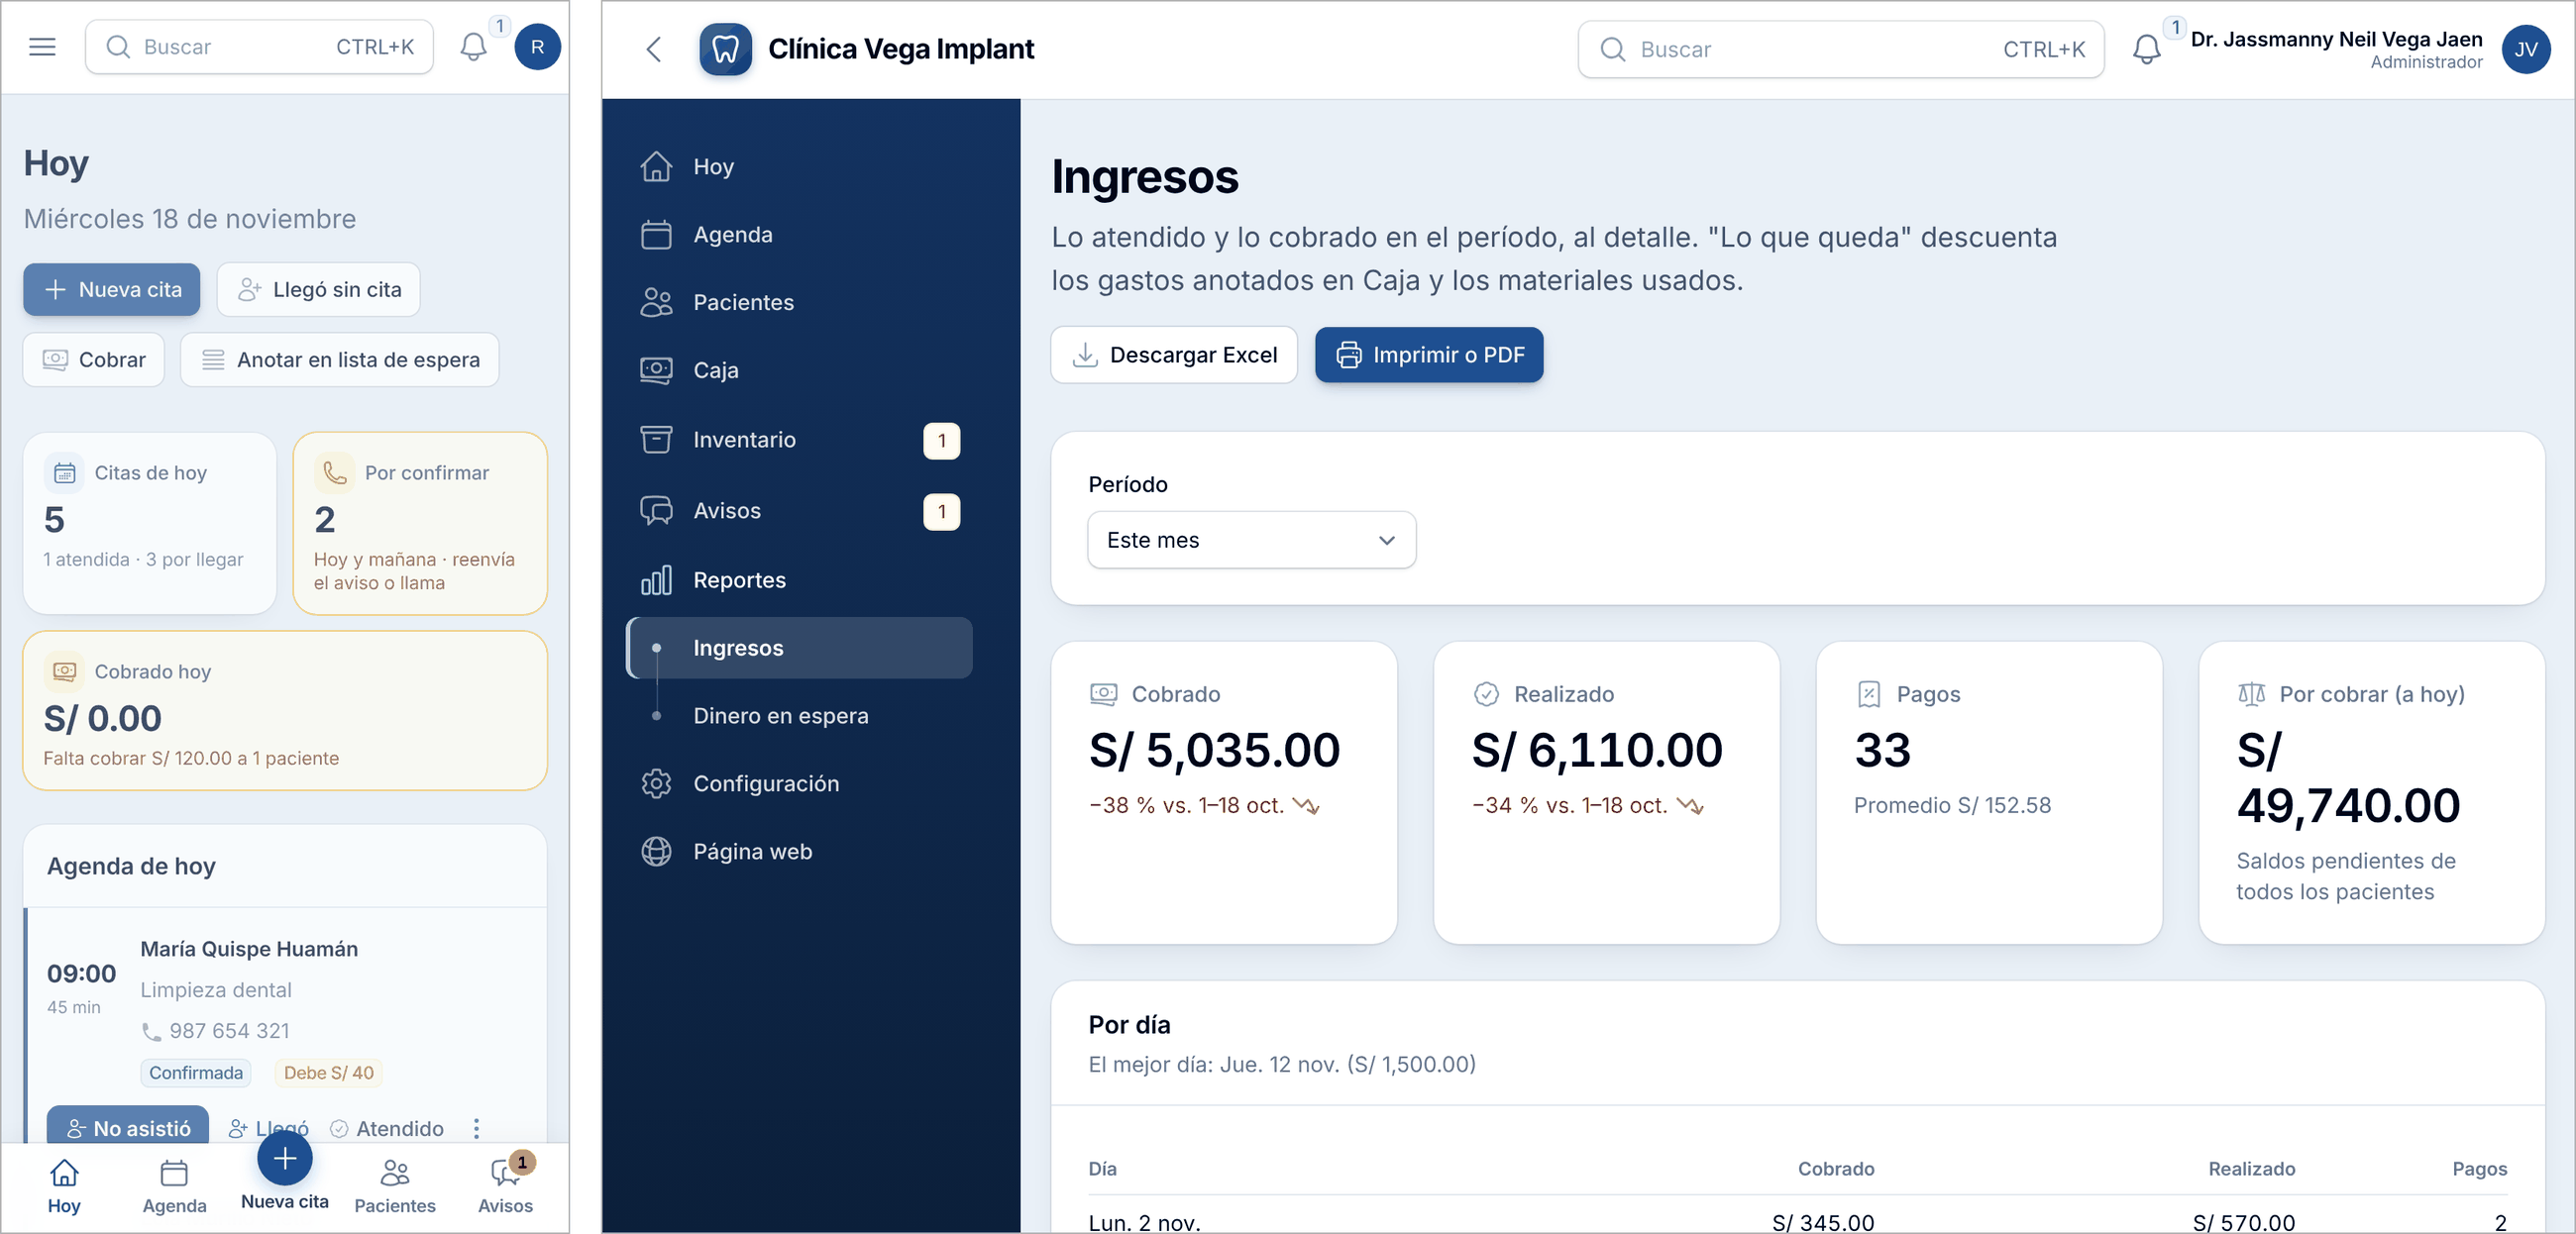 Buscar CTRL+K
1
R
Hoy
Miércoles 18 de noviembre
Nueva cita
Llegó sin cita
Cobrar
Anotar en lista de espera
Citas de hoy
5
1 atendida · 3 por llegar
Por confirmar
2
Hoy y mañana · reenvía
el aviso o llama
Cobrado hoy
S/ 0.00
Falta cobrar S/ 120.00 a 1 paciente
Agenda de hoy
09:00
45 min
María Quispe Huamán
Limpieza dental
987 654 321
Confirmada
Debe S/ 40
No asistió
Llegó
Atendido
Hoy
Agenda
Nueva cita
Pacientes
1
Avisos
Clínica Vega Implant
Buscar CTRL+K
1
Dr. Jassmanny Neil Vega Jaen
Administrador
JV
Hoy
Agenda
Pacientes
Caja
Inventario 1
Avisos 1
Reportes
Ingresos
Dinero en espera
Configuración
Página web
Ingresos
Lo atendido y lo cobrado en el período, al detalle. "Lo que queda" descuenta
los gastos anotados en Caja y los materiales usados.
Descargar Excel
Imprimir o PDF
Período
Este mes
Cobrado
S/ 5,035.00
−38 % vs. 1–18 oct.
Realizado
S/ 6,110.00
−34 % vs. 1–18 oct.
Pagos
33
Promedio S/ 152.58
Por cobrar (a hoy)
S/
49,740.00
Saldos pendientes de
todos los pacientes
Por día
El mejor día: Jue. 12 nov. (S/ 1,500.00)
Día Cobrado Realizado Pagos
Lun. 2 nov. S/ 345.00 S/ 570.00 2